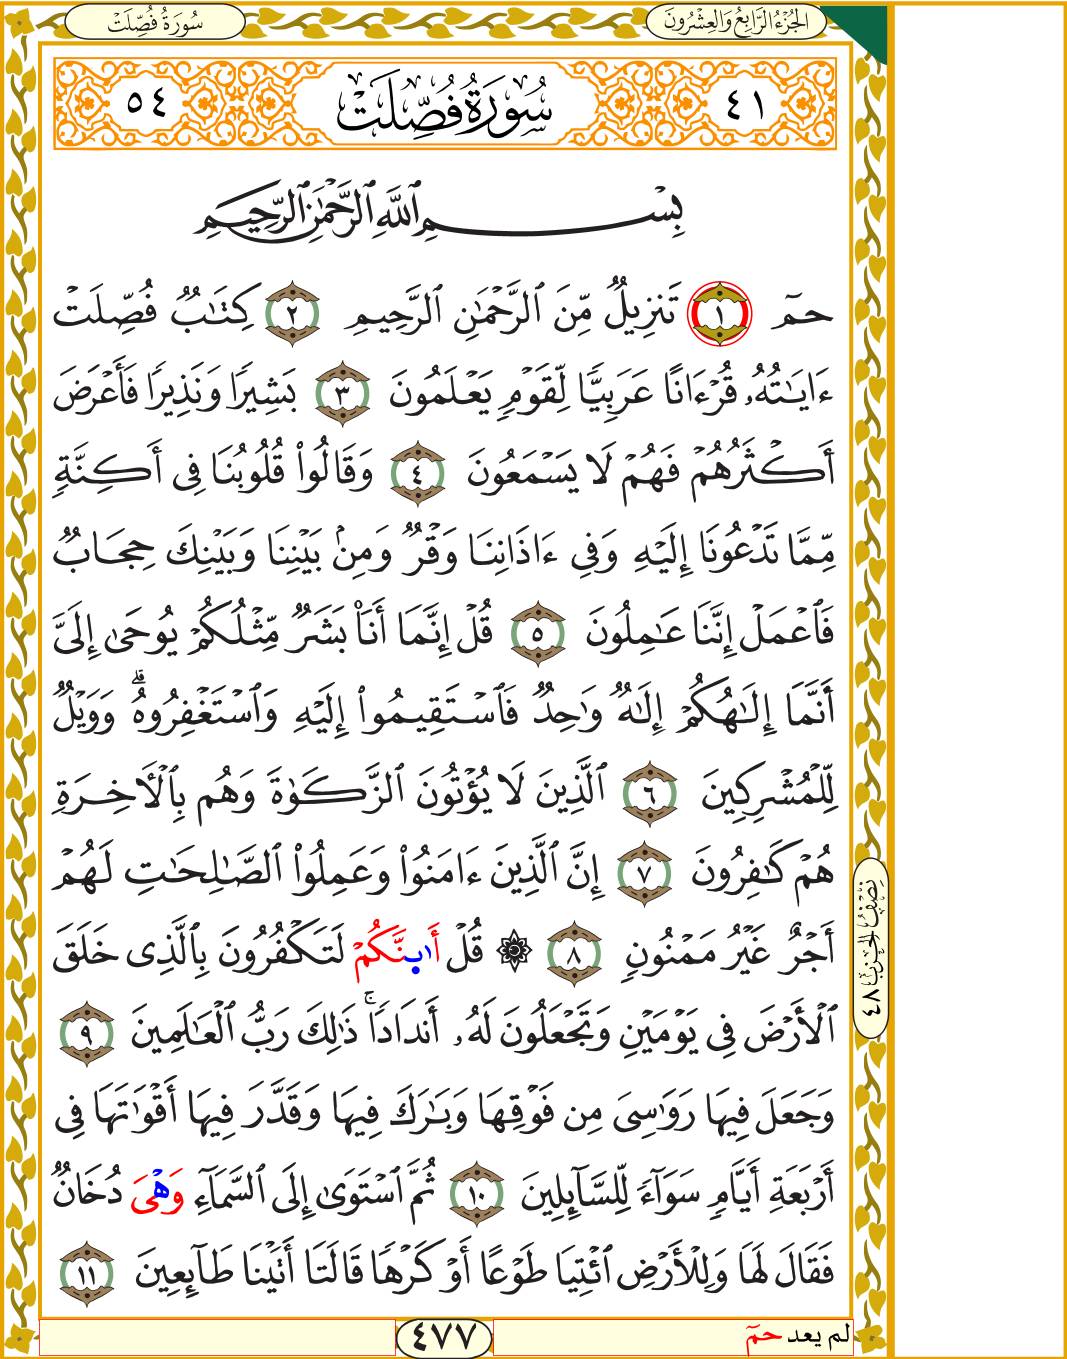 الجُزْءُ الرَّابِعُ وَالعِشْرُونَ
سُورَةُ فُصِّلَتْ
٤١
سُورَةُ فُصِّلَتْ
٥٤
بِسْمِ ٱللَّهِ ٱلرَّحْمَٰنِ ٱلرَّحِيمِ
حمٓ ١ تَنزِيلٌ مِّنَ ٱلرَّحْمَٰنِ ٱلرَّحِيمِ ٢ كِتَٰبٌ فُصِّلَتْ
ءَايَٰتُهُۥ قُرْءَانًا عَرَبِيًّا لِّقَوْمٍ يَعْلَمُونَ ٣ بَشِيرًا وَنَذِيرًا فَأَعْرَضَ
أَكْثَرُهُمْ فَهُمْ لَا يَسْمَعُونَ ٤ وَقَالُوا۟ قُلُوبُنَا فِى أَكِنَّةٍ
مِّمَّا تَدْعُونَا إِلَيْهِ وَفِى ءَاذَانِنَا وَقْرٌ وَمِنۢ بَيْنِنَا وَبَيْنِكَ حِجَابٌ
فَٱعْمَلْ إِنَّنَا عَٰمِلُونَ ٥ قُلْ إِنَّمَا أَنَا۠ بَشَرٌ مِّثْلُكُمْ يُوحَىٰ إِلَىَّ
أَنَّمَا إِلَٰهُكُمْ إِلَٰهٌ وَٰحِدٌ فَٱسْتَقِيمُوا۟ إِلَيْهِ وَٱسْتَغْفِرُوهُ ۗ وَوَيْلٌ
لِّلْمُشْرِكِينَ ٦ ٱلَّذِينَ لَا يُؤْتُونَ ٱلزَّكَوٰةَ وَهُم بِٱلْأَخِرَةِ
هُمْ كَٰفِرُونَ ٧ إِنَّ ٱلَّذِينَ ءَامَنُوا۟ وَعَمِلُوا۟ ٱلصَّٰلِحَٰتِ لَهُمْ
أَجْرٌ غَيْرُ مَمْنُونٍ ٨ ۞ قُلْ أَا۬ىِٕنَّكُمْ لَتَكْفُرُونَ بِٱلَّذِى خَلَقَ
ٱلْأَرْضَ فِى يَوْمَيْنِ وَتَجْعَلُونَ لَهُۥ أَندَادًا ۚ ذَٰلِكَ رَبُّ ٱلْعَٰلَمِينَ ٩
وَجَعَلَ فِيهَا رَوَٰسِىَ مِن فَوْقِهَا وَبَٰرَكَ فِيهَا وَقَدَّرَ فِيهَا أَقْوَٰتَهَا فِى
أَرْبَعَةِ أَيَّامٍ سَوَآءً لِّلسَّآئِلِينَ ١٠ ثُمَّ ٱسْتَوَىٰ إِلَى ٱلسَّمَآءِ وَهْىَ دُخَانٌ
فَقَالَ لَهَا وَلِلْأَرْضِ ٱئْتِيَا طَوْعًا أَوْ كَرْهًا قَالَتَا أَتَيْنَا طَآئِعِينَ ١١
نِصْفُ الحِزْبِ ٤٨
لم يعد حمٓ
٤٧٧